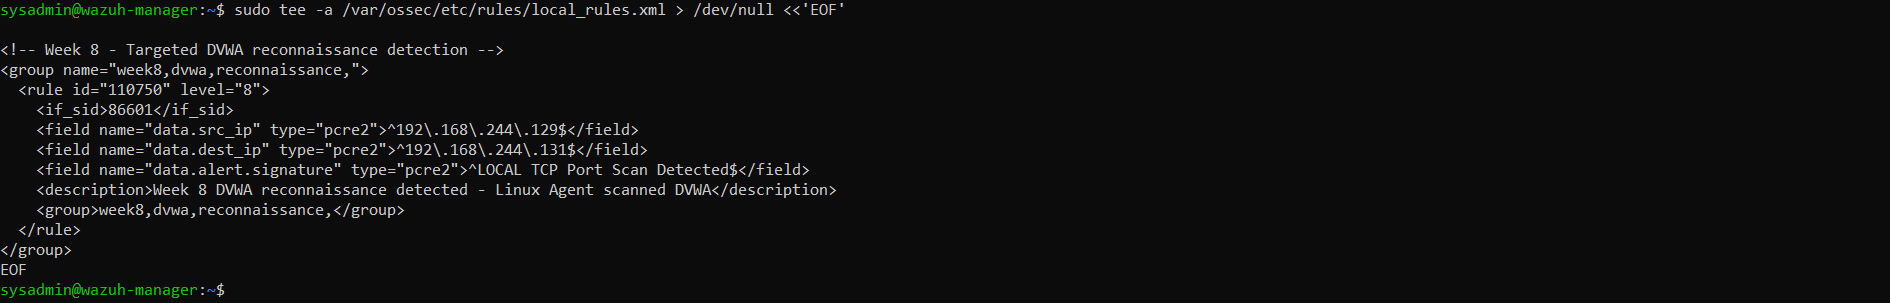 sysadmin@wazuh-manager:~$ sudo tee -a /var/ossec/etc/rules/local_rules.xml > /dev/null <<'EOF'
<!-- Week 8 - Targeted DVWA reconnaissance detection -->
<group name="week8,dvwa,reconnaissance,">
  <rule id="110750" level="8">
    <if_sid>86601</if_sid>
    <field name="data.src_ip" type="pcre2">^192\.168\.244\.129$</field>
    <field name="data.dest_ip" type="pcre2">^192\.168\.244\.131$</field>
    <field name="data.alert.signature" type="pcre2">^LOCAL TCP Port Scan Detected$</field>
    <description>Week 8 DVWA reconnaissance detected - Linux Agent scanned DVWA</description>
    <group>week8,dvwa,reconnaissance,</group>
  </rule>
</group>
EOF
sysadmin@wazuh-manager:~$